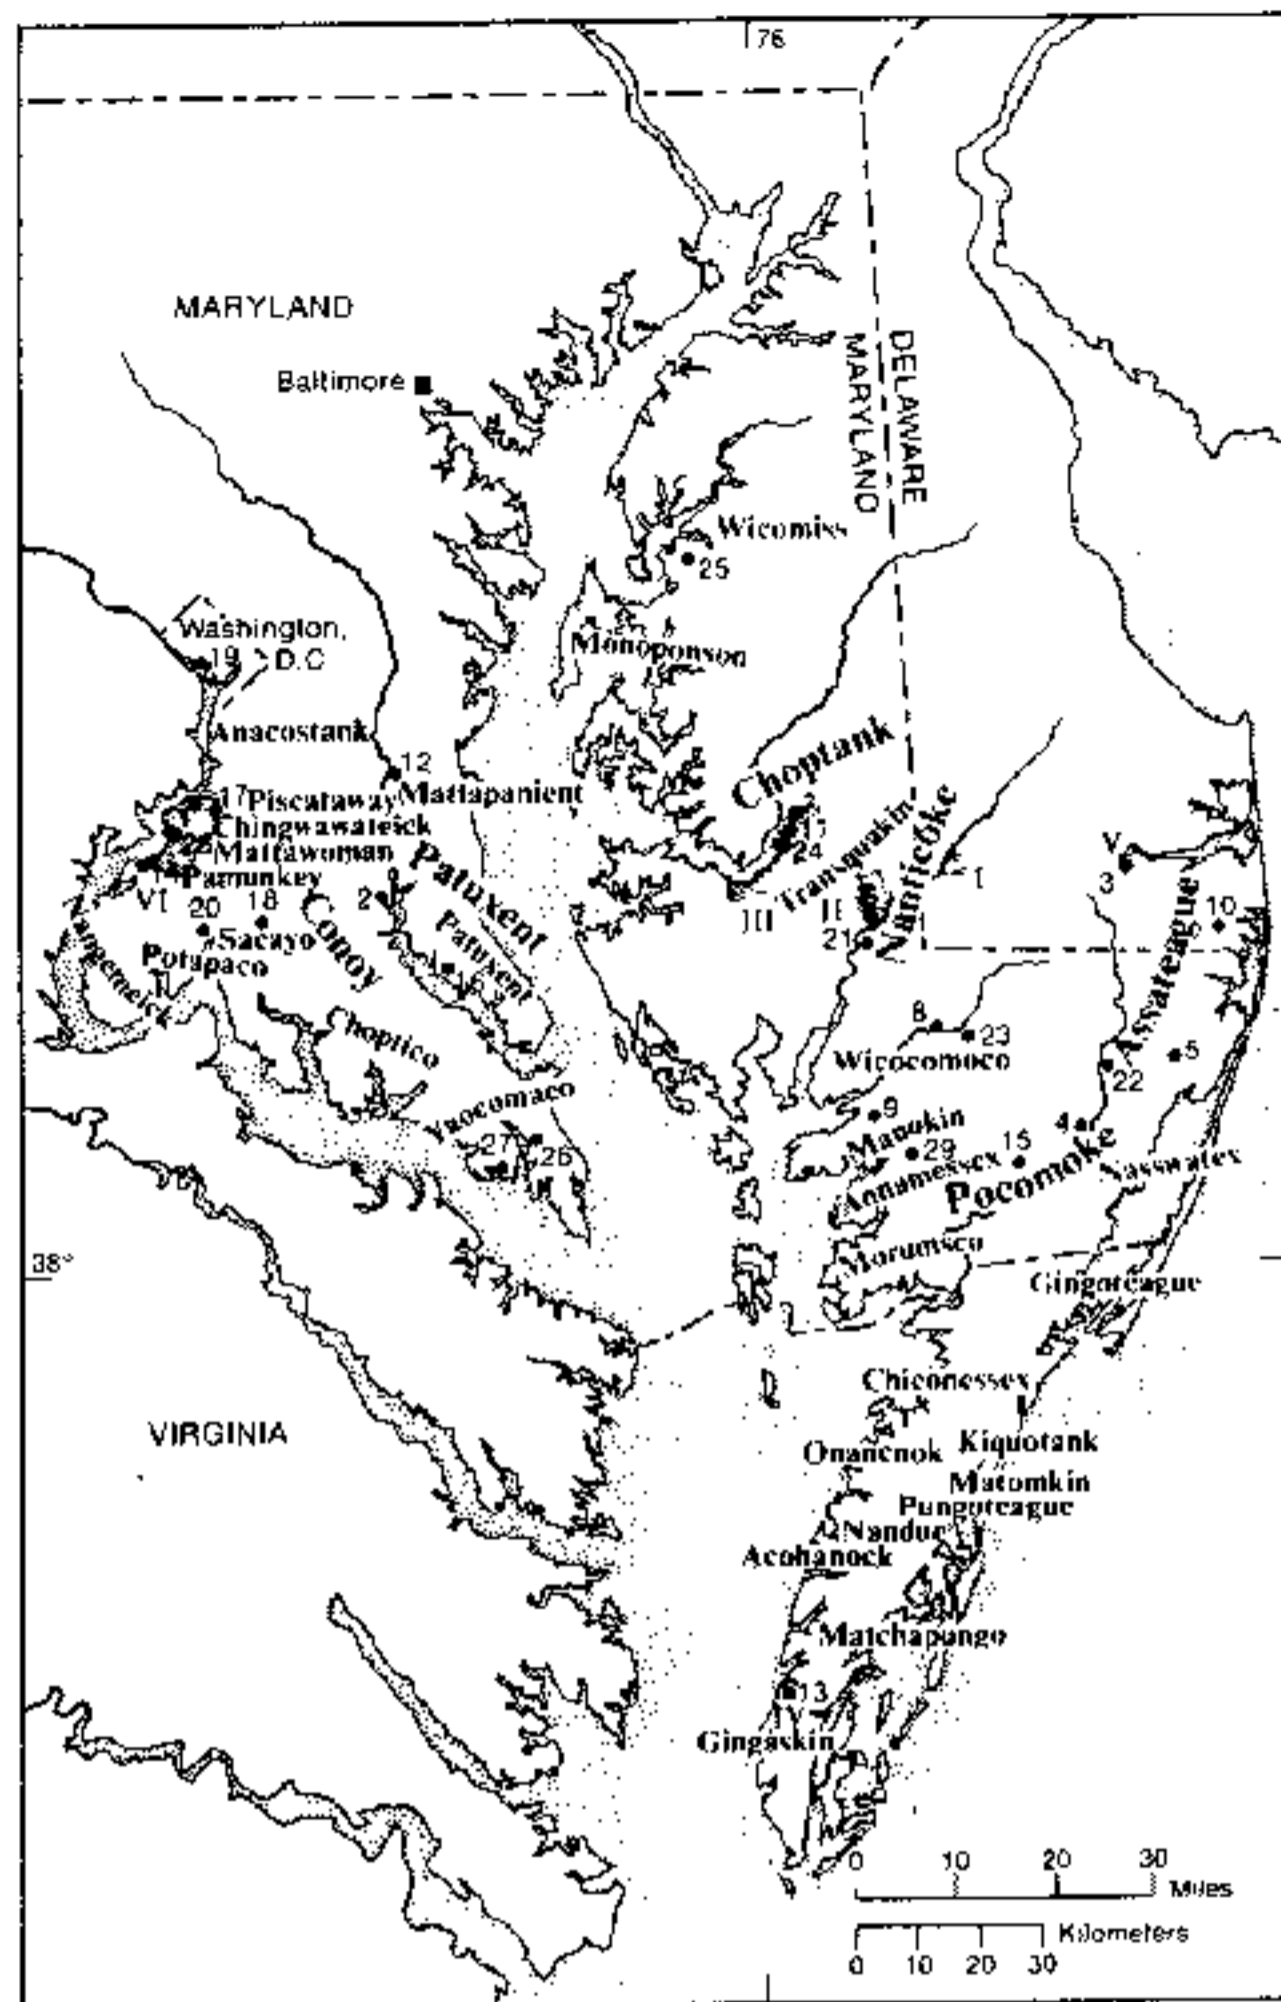 76
MARYLAND
Baltimore
DELAWARE
MARYLAND
Wicomiss
25
Washington,
19 D.C
Monoponson
Anacostank
12
Mattapanient
Choptank
17 Piscataway
Chingwawateick
Mattawoman
Pamunkey
VI
20
18
2
Patuxent
Patuxent
Conoy
Sacayo
Potapaco
24
III
Transquakin
Nanticoke
II
21
1
V
3
10
Assateague
8
23
Wicocomoco
5
22
Choptico
Yaocomaco
27
26
9
Manokin
29
15
4
Annamessex
Pocomoke
Nasswatex
Morumsco
38°
Gingoteague
Chiconessex
VIRGINIA
Onancnok
Kiquotank
Matomkin
Pungoteague
Nandue
Acohanock
Matchapongo
13
Gingaskin
0 10 20 30
Miles
Kilometers
0 10 20 30